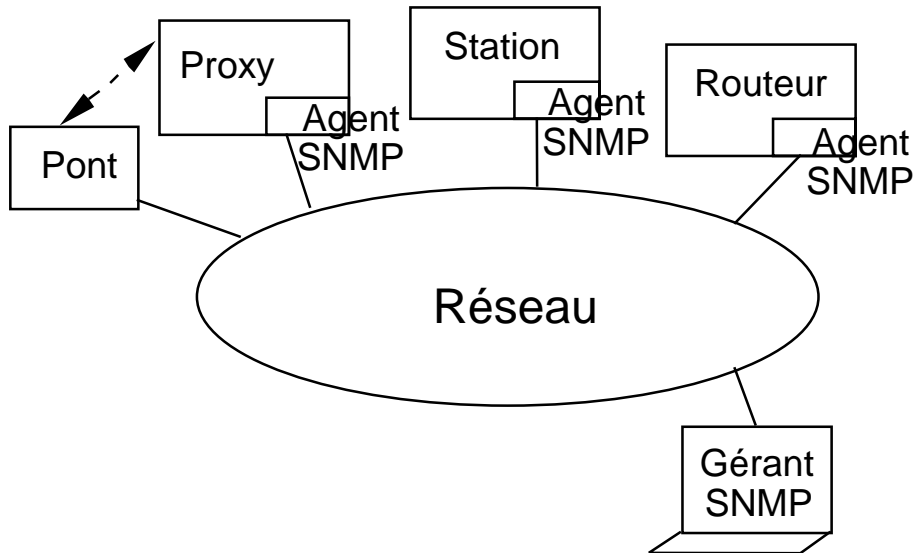 Proxy
Agent
SNMP
Station
Agent
SNMP
Routeur
Agent
SNMP
Pont
Réseau
Gérant
SNMP